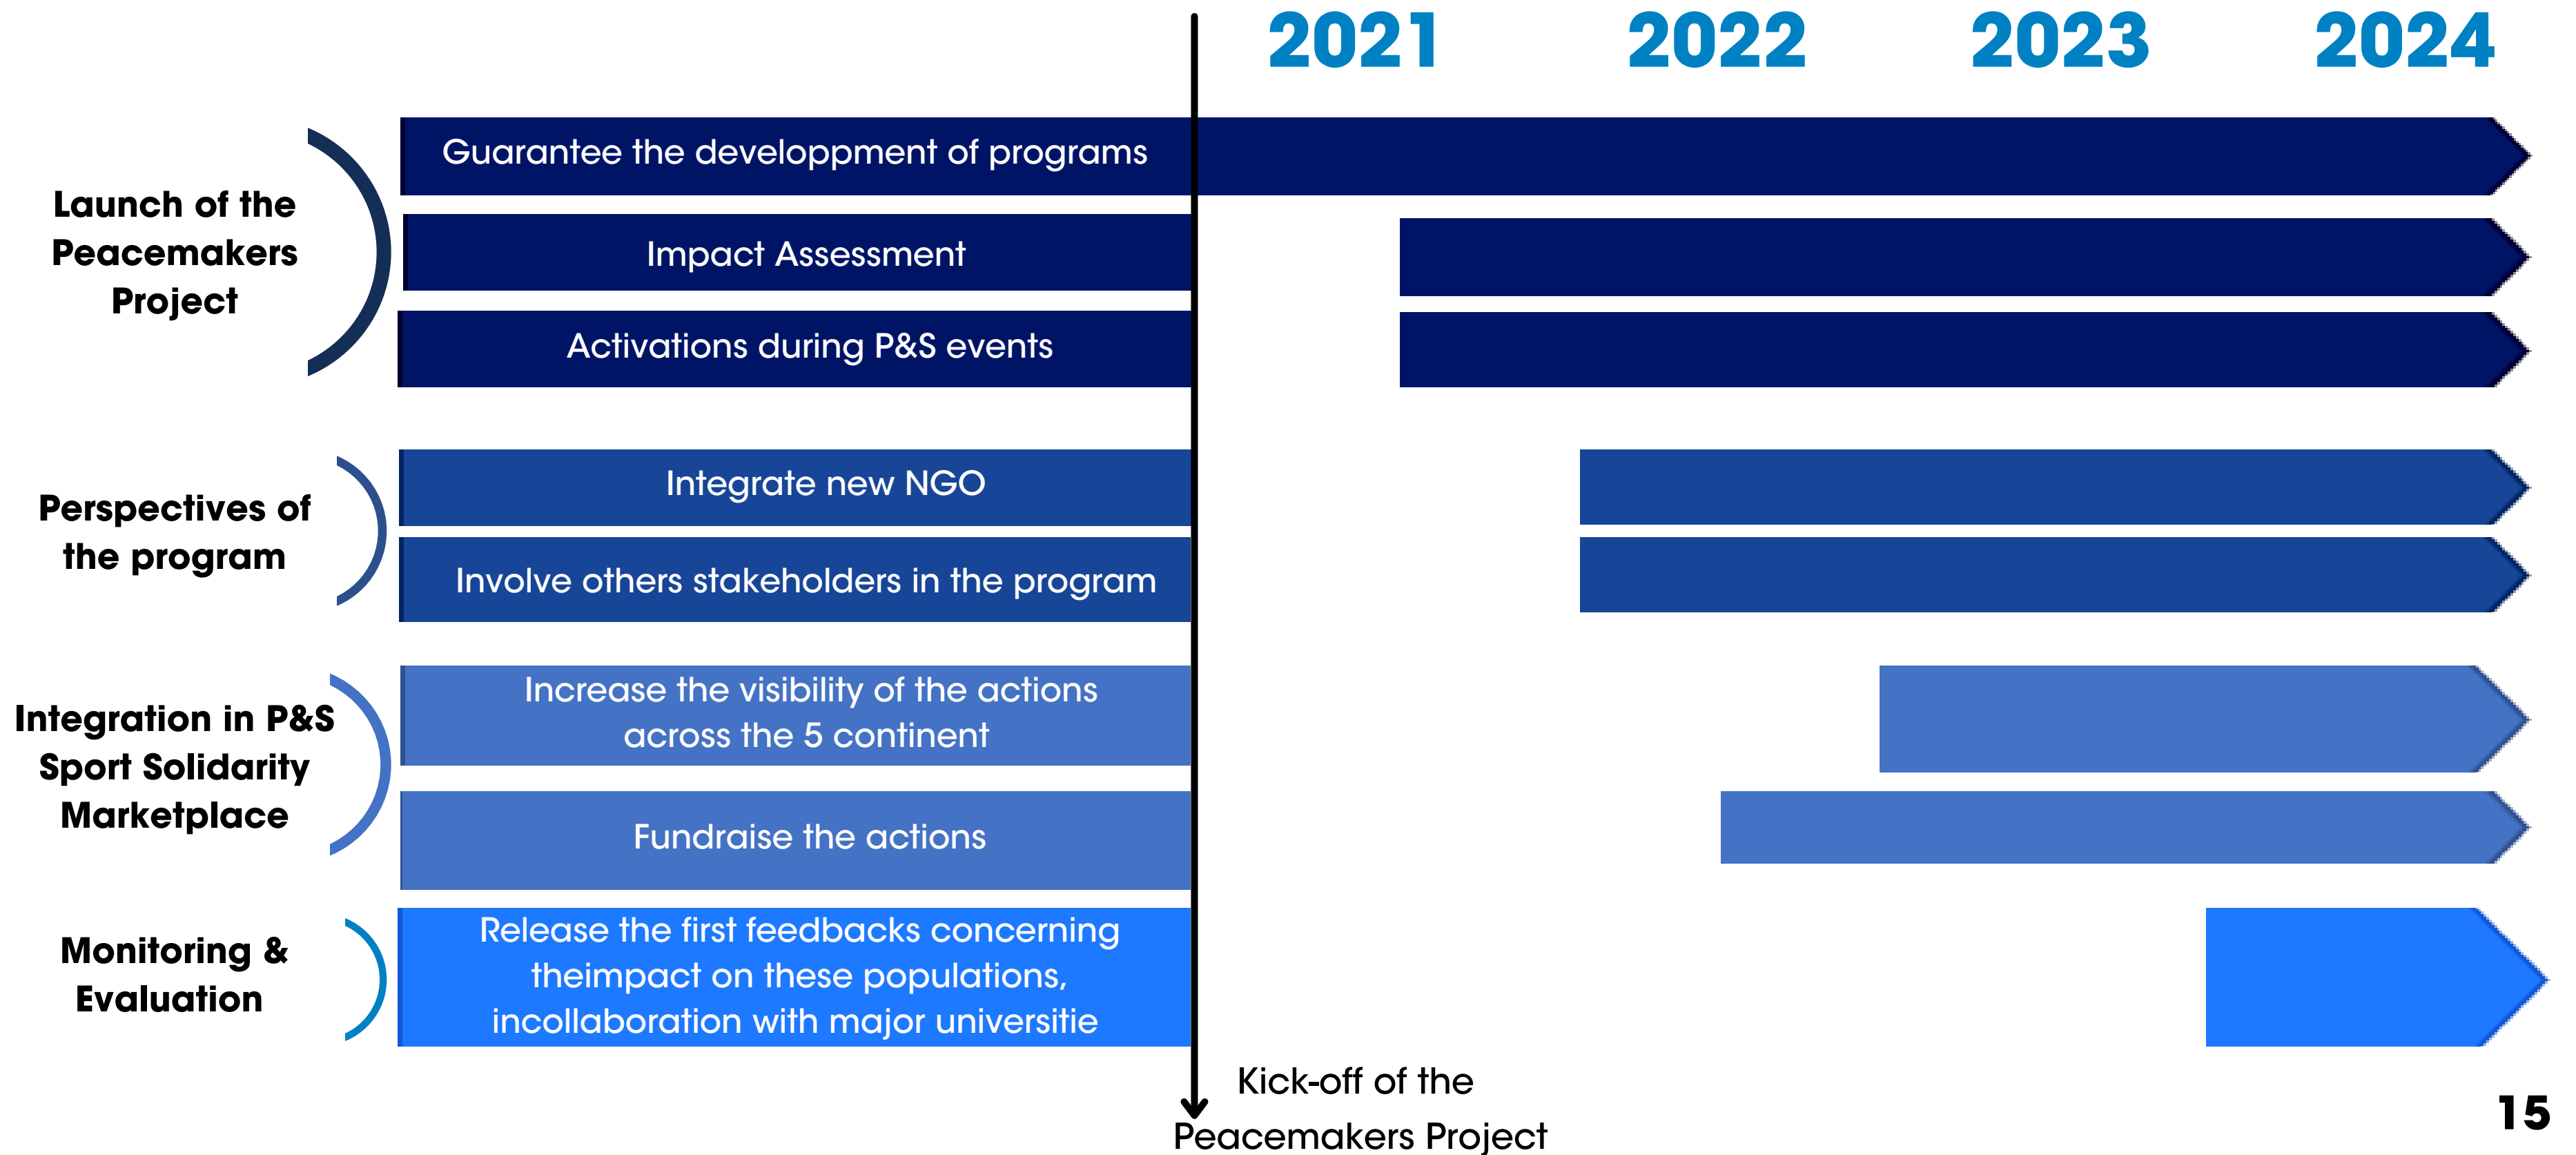 2021 2022 2023 2024
Launch of the
Peacemakers
Project
Guarantee the developpment of programs
Impact Assessment
Activations during P&S events
Perspectives of
the program
Integrate new NGO
Involve others stakeholders in the program
Integration in P&S
Sport Solidarity
Marketplace
Increase the visibility of the actions
across the 5 continent
Fundraise the actions
Monitoring &
Evaluation
Release the first feedbacks concerning
theimpact on these populations,
incollaboration with major universitie
Kick-off of the
Peacemakers Project
15